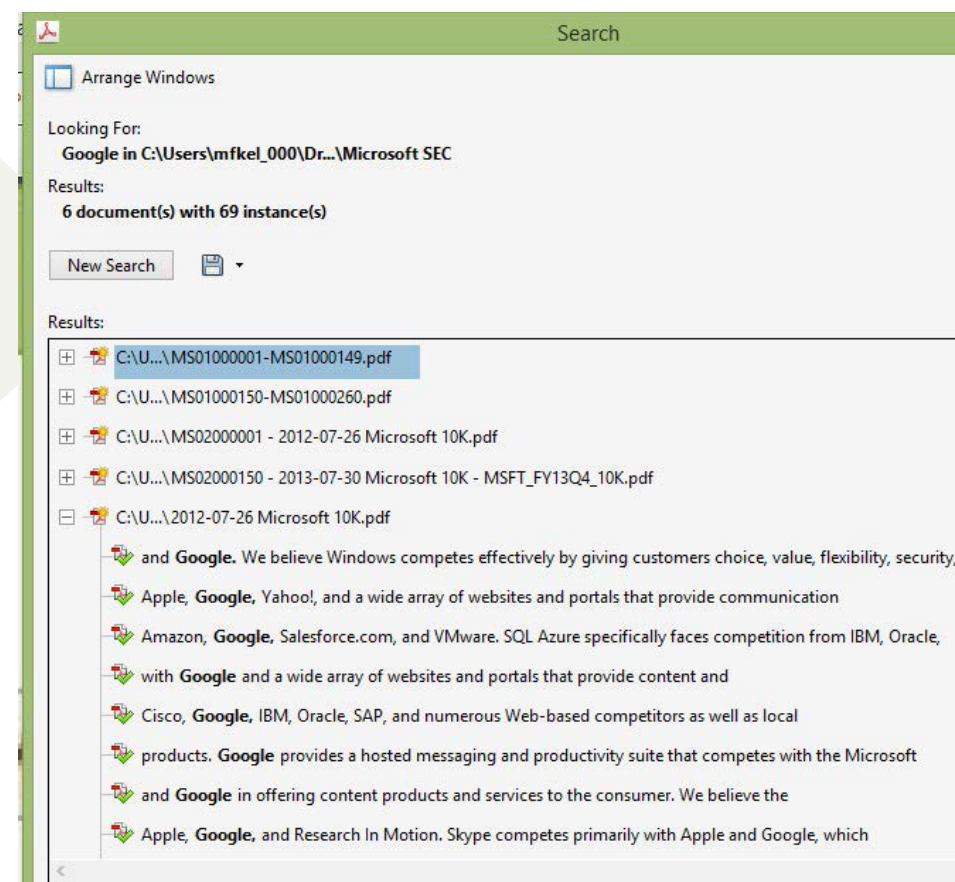 Search
Arrange Windows
Looking For:
Google in C:\Users\mfkel_000\Dr...\Microsoft SEC
Results:
6 document(s) with 69 instance(s)
New Search
Results:
C:\U...\MS01000001-MS01000149.pdf
C:\U...\MS01000150-MS01000260.pdf
C:\U...\MS02000001 - 2012-07-26 Microsoft 10K.pdf
C:\U...\MS02000150 - 2013-07-30 Microsoft 10K - MSFT_FY13Q4_10K.pdf
C:\U...\2012-07-26 Microsoft 10K.pdf
and Google. We believe Windows competes effectively by giving customers choice, value, flexibility, security,
Apple, Google, Yahoo!, and a wide array of websites and portals that provide communication
Amazon, Google, Salesforce.com, and VMware. SQL Azure specifically faces competition from IBM, Oracle,
with Google and a wide array of websites and portals that provide content and
Cisco, Google, IBM, Oracle, SAP, and numerous Web-based competitors as well as local
products. Google provides a hosted messaging and productivity suite that competes with the Microsoft
and Google in offering content products and services to the consumer. We believe the
Apple, Google, and Research In Motion. Skype competes primarily with Apple and Google, which